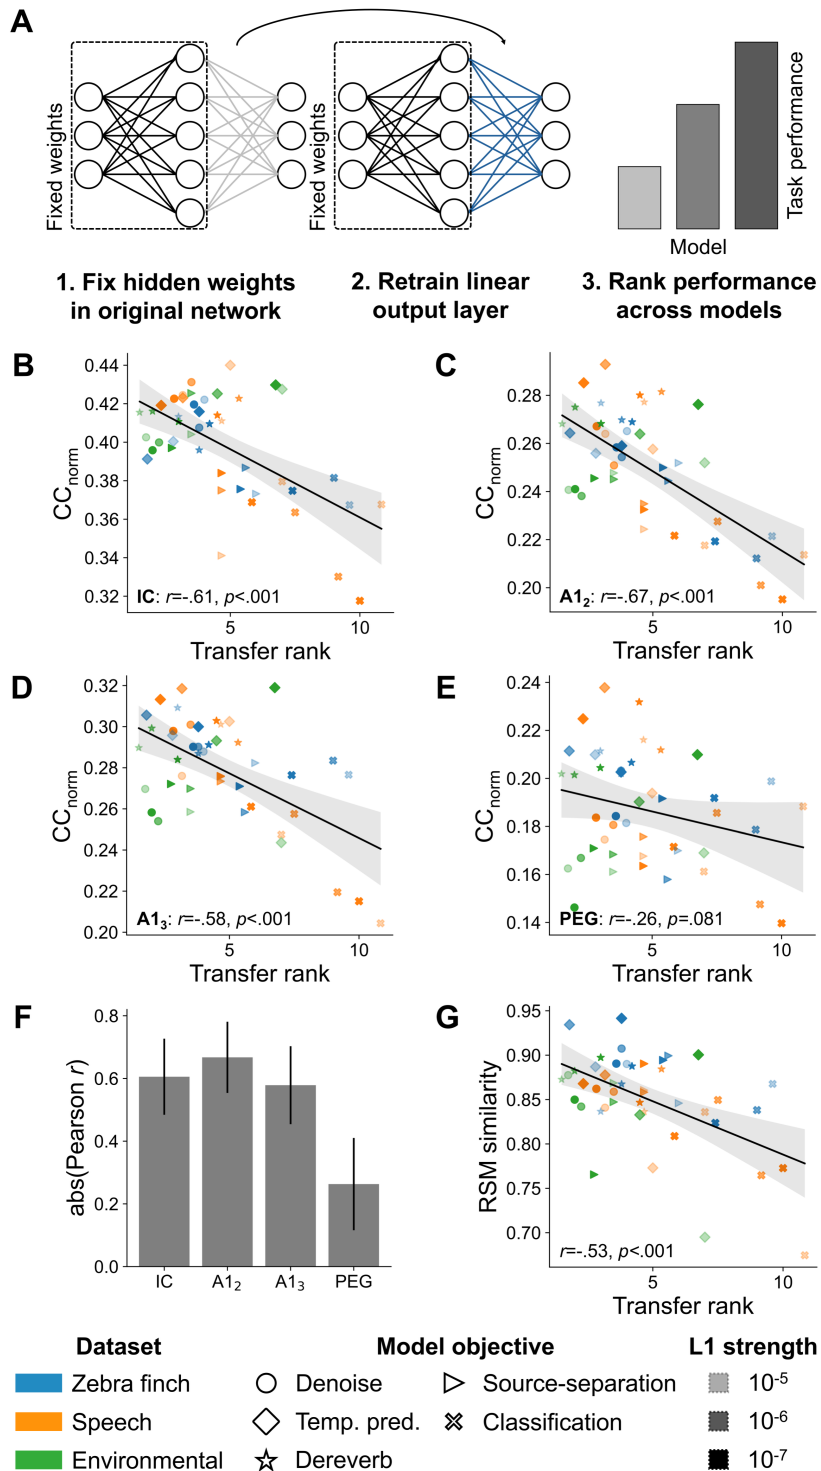 A
Fixed weights
Fixed weights
Task performance
Model
1. Fix hidden weights
in original network
2. Retrain linear
output layer
3. Rank performance
across models
B
0.44
0.42
0.40
0.38
0.36
0.34
0.32
CCnorm
IC: r=-.61, p<.001
5
10
Transfer rank
C
0.28
0.26
0.24
0.22
0.20
CCnorm
A1₂: r=-.67, p<.001
5
10
Transfer rank
D
0.32
0.30
0.28
0.26
0.24
0.22
0.20
CCnorm
A1₃: r=-.58, p<.001
5
10
Transfer rank
E
0.24
0.22
0.20
0.18
0.16
0.14
CCnorm
PEG: r=-.26, p=.081
5
10
Transfer rank
F
0.8
0.6
0.4
0.2
0.0
abs(Pearson r)
IC
A1₂
A1₃
PEG
G
0.95
0.90
0.85
0.80
0.75
0.70
RSM similarity
r=-.53, p<.001
5
10
Transfer rank
Dataset
Zebra finch
Speech
Environmental
Model objective
Denoise
Temp. pred.
Dereverb
Source-separation
Classification
L1 strength
10⁻⁵
10⁻⁶
10⁻⁷